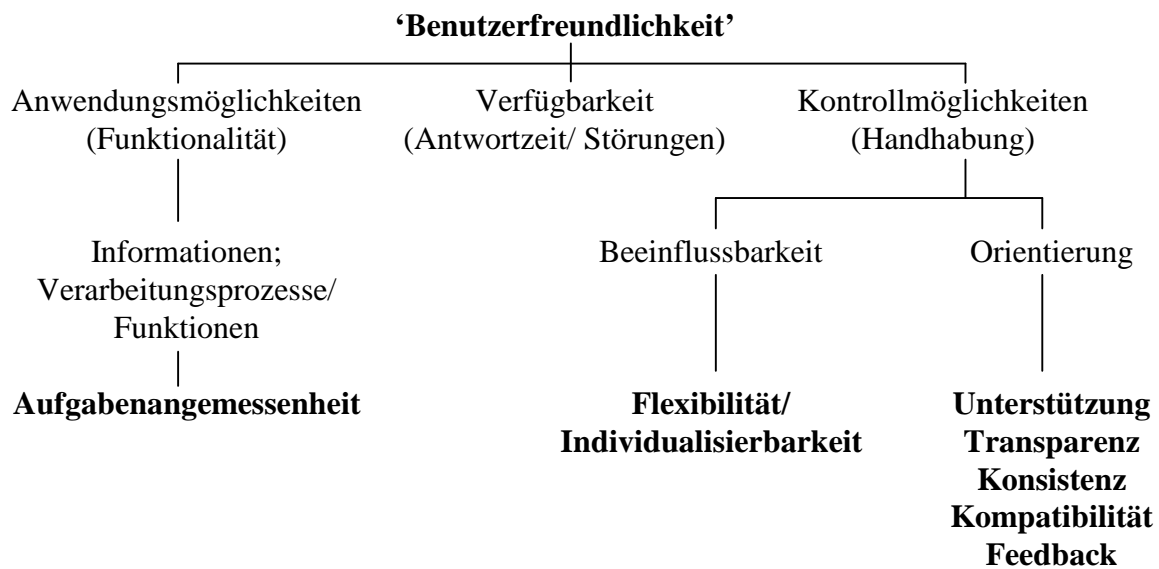 ‘Benutzerfreundlichkeit’
Anwendungsmöglichkeiten
(Funktionalität)
Verfügbarkeit
(Antwortzeit/ Störungen)
Kontrollmöglichkeiten
(Handhabung)
Informationen;
Verarbeitungsprozesse/
Funktionen
Beeinflussbarkeit
Orientierung
Aufgabenangemessenheit
Flexibilität/
Individualisierbarkeit
Unterstützung
Transparenz
Konsistenz
Kompatibilität
Feedback